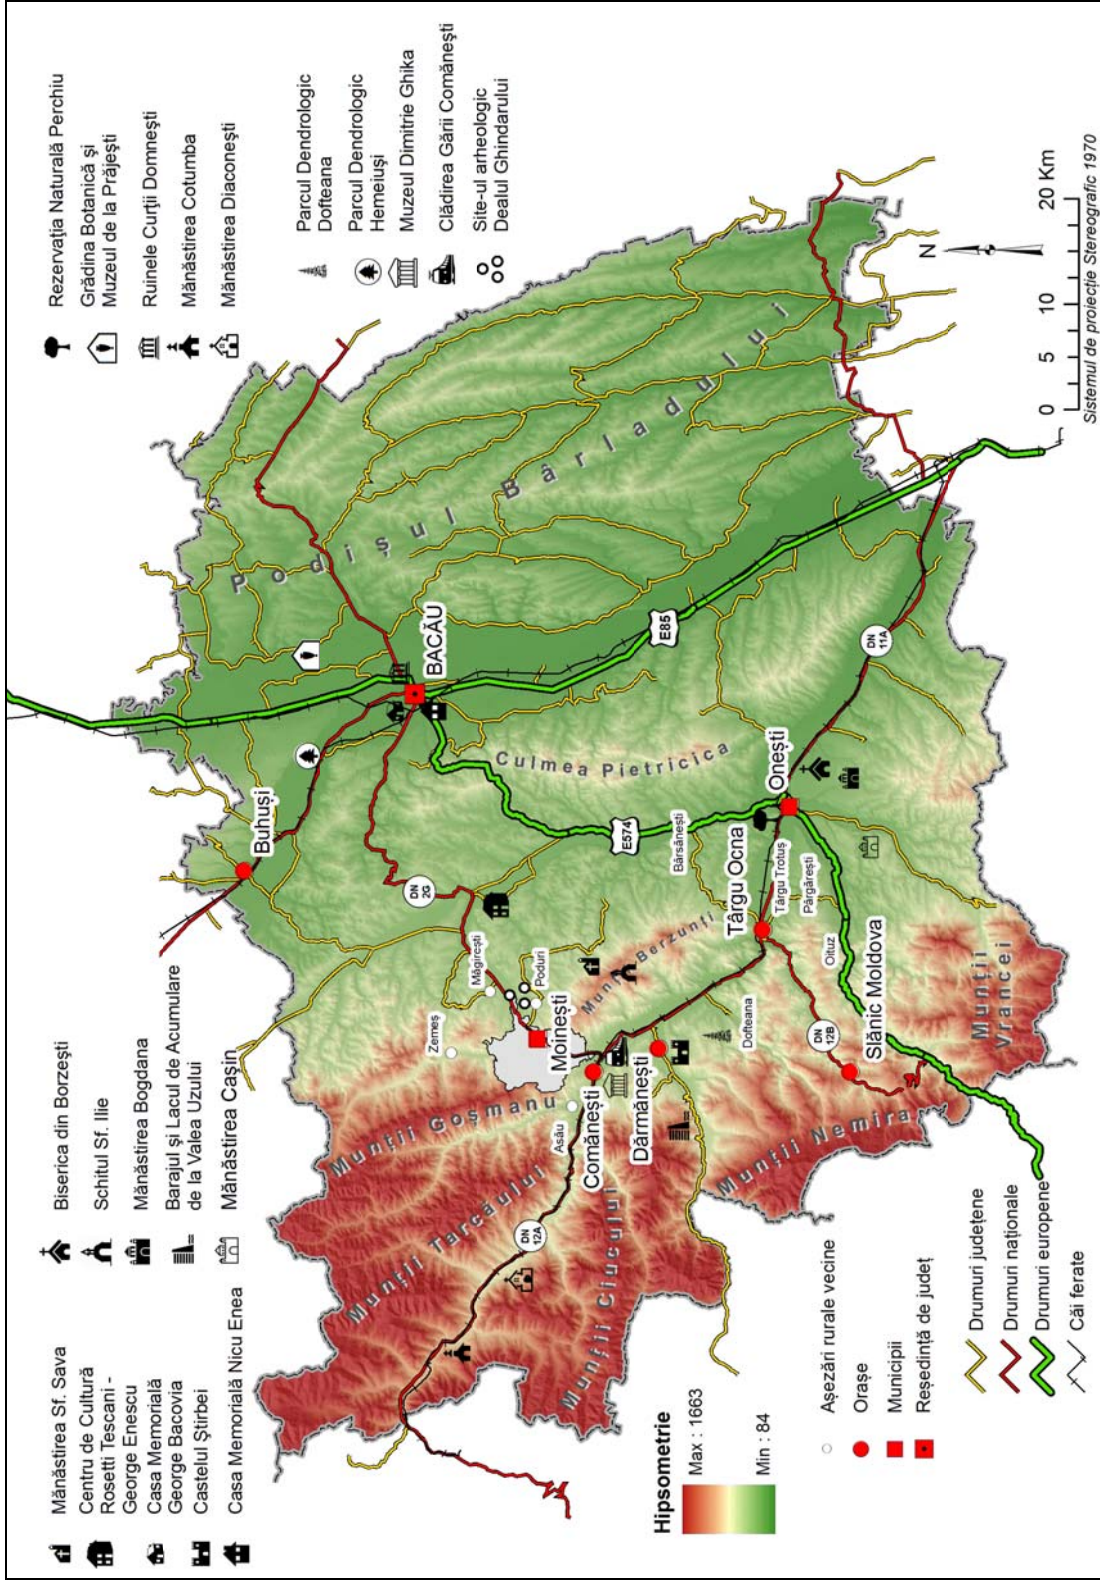 Mănăstirea Sf. Sava
Centru de Cultură
Rosetti Tescani -
George Enescu
Casa Memorială
George Bacovia
Castelul Știrbei
Casa Memorială Nicu Enea
Biserica din Borzești
Schitul Sf. Ilie
Mănăstirea Bogdana
Barajul și Lacul de Acumulare
de la Valea Uzului
Mănăstirea Cașin
Rezervația Naturală Perchiu
Grădina Botanică și
Muzeul de la Prăjești
Ruinele Curții Domnești
Mănăstirea Cotumba
Mănăstirea Diaconești
Parcul Dendrologic
Dofteana
Parcul Dendrologic
Hemeiuși
Muzeul Dimitrie Ghika
Clădirea Gării Comănești
Site-ul arheologic
Dealul Ghindarului
Buhuși
BACĂU
Podișul Bârladului
DN
2G
Măgirești
Zemeș
Poduri
Moinești
Munții Goșmanu
Munții Tarcăului
Asău
DN
12A
Comănești
Munții Ciucului
Dărmănești
Munții Berzunți
Culmea Pietricica
E574
E85
Bârsănești
Dofteana
Târgu Ocna
Târgu Trotuș
Onești
Pârgărești
Oituz
DN
12B
DN
11A
Slănic Moldova
Munții Nemira
Munții
Vrancei
Hipsometrie
Max : 1663
Min : 84
Așezări rurale vecine
Orașe
Municipii
Reședință de județ
Drumuri județene
Drumuri naționale
Drumuri europene
Căi ferate
N
0 5 10 20 Km
Sistemul de proiecție Stereografic 1970